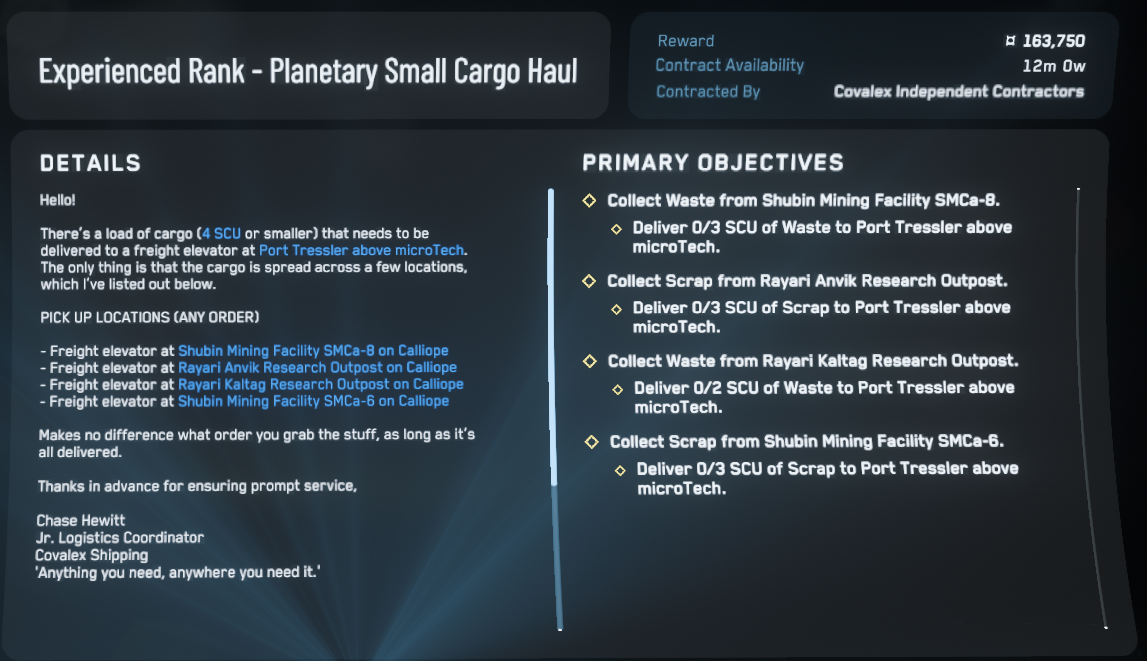 Experienced Rank - Planetary Small Cargo Haul
Reward ¤ 163,750
Contract Availability 12m 0w
Contracted By Covalex Independent Contractors
DETAILS
Hello!
There's a load of cargo (4 SCU or smaller) that needs to be
delivered to a freight elevator at Port Tressler above microTech.
The only thing is that the cargo is spread across a few locations,
which I've listed out below.
PICK UP LOCATIONS (ANY ORDER)
- Freight elevator at Shubin Mining Facility SMCa-8 on Calliope
- Freight elevator at Rayari Anvik Research Outpost on Calliope
- Freight elevator at Rayari Kaltag Research Outpost on Calliope
- Freight elevator at Shubin Mining Facility SMCa-6 on Calliope
Makes no difference what order you grab the stuff, as long as it's
all delivered.
Thanks in advance for ensuring prompt service,
Chase Hewitt
Jr. Logistics Coordinator
Covalex Shipping
'Anything you need, anywhere you need it.'
PRIMARY OBJECTIVES
Collect Waste from Shubin Mining Facility SMCa-8.
Deliver 0/3 SCU of Waste to Port Tressler above
microTech.
Collect Scrap from Rayari Anvik Research Outpost.
Deliver 0/3 SCU of Scrap to Port Tressler above
microTech.
Collect Waste from Rayari Kaltag Research Outpost.
Deliver 0/2 SCU of Waste to Port Tressler above
microTech.
Collect Scrap from Shubin Mining Facility SMCa-6.
Deliver 0/3 SCU of Scrap to Port Tressler above
microTech.